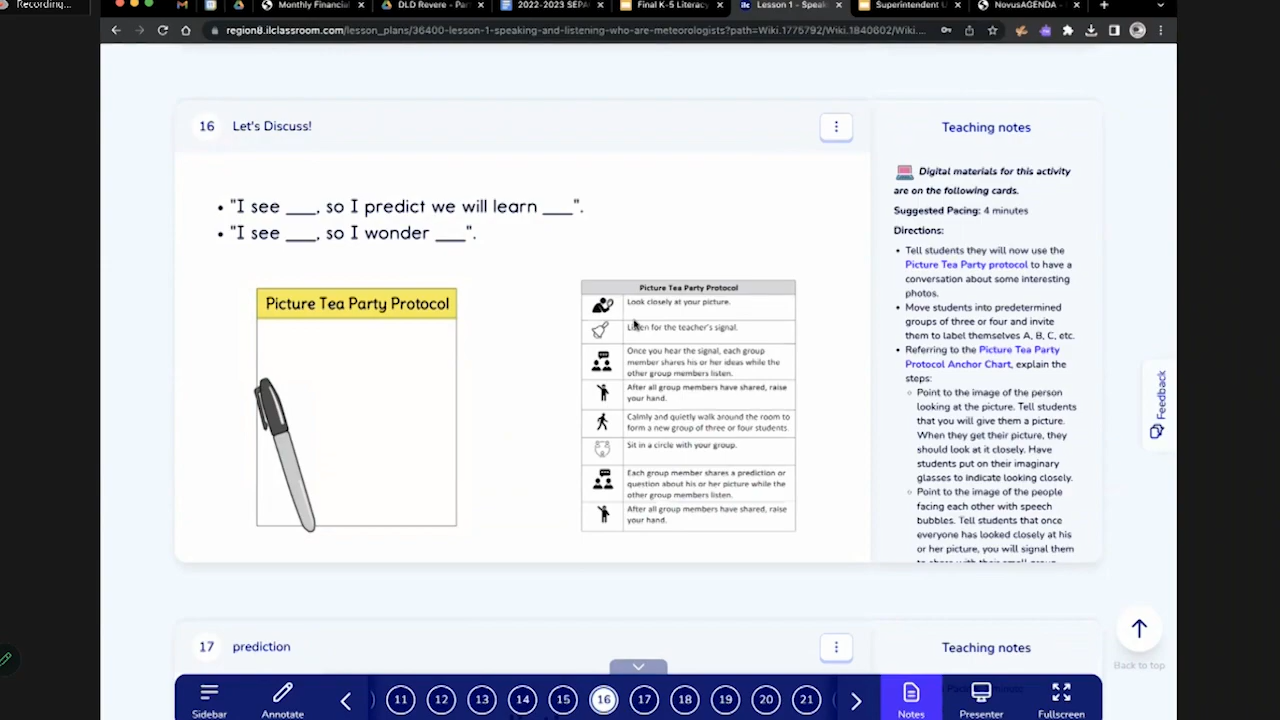 Recording...
Monthly Financial
DLD Revere - Par
2022-2023 SEPA
Final K-5 Literacy
Lesson 1 - Speak
Superintendent U
NovusAGENDA -
region8.ilclassroom.com/lesson_plans/36400-lesson-1-speaking-and-listening-who-are-meteorologists?path=Wiki.1775792/Wiki.1840602/Wiki....
16 Let's Discuss!
• "I see ___, so I predict we will learn ___".
• "I see ___, so I wonder ___".
Picture Tea Party Protocol
Picture Tea Party Protocol
Look closely at your picture.
Listen for the teacher's signal.
Once you hear the signal, each group
member shares his or her ideas while the
other group members listen.
After all group members have shared, raise
your hand.
Calmly and quietly walk around the room to
form a new group of three or four students.
Sit in a circle with your group.
Each group member shares a prediction or
question about his or her picture while the
other group members listen.
After all group members have shared, raise
your hand.
Teaching notes
Digital materials for this activity
are on the following cards.
Suggested Pacing: 4 minutes
Directions:
• Tell students they will now use the
Picture Tea Party protocol to have a
conversation about some interesting
photos.
• Move students into predetermined
groups of three or four and invite
them to label themselves A, B, C, etc.
• Referring to the Picture Tea Party
Protocol Anchor Chart, explain the
steps:
Point to the image of the person
looking at the picture. Tell students
that you will give them a picture.
When they get their picture, they
should look at it closely. Have
students put on their imaginary
glasses to indicate looking closely.
Point to the image of the people
facing each other with speech
bubbles. Tell students that once
everyone has looked closely at his
or her picture, you will signal them
to share with their small group
Feedback
Back to top
17 prediction
Teaching notes
Sidebar
Annotate
11 12 13 14 15 16 17 18 19 20 21
Notes
Presenter
Fullscreen